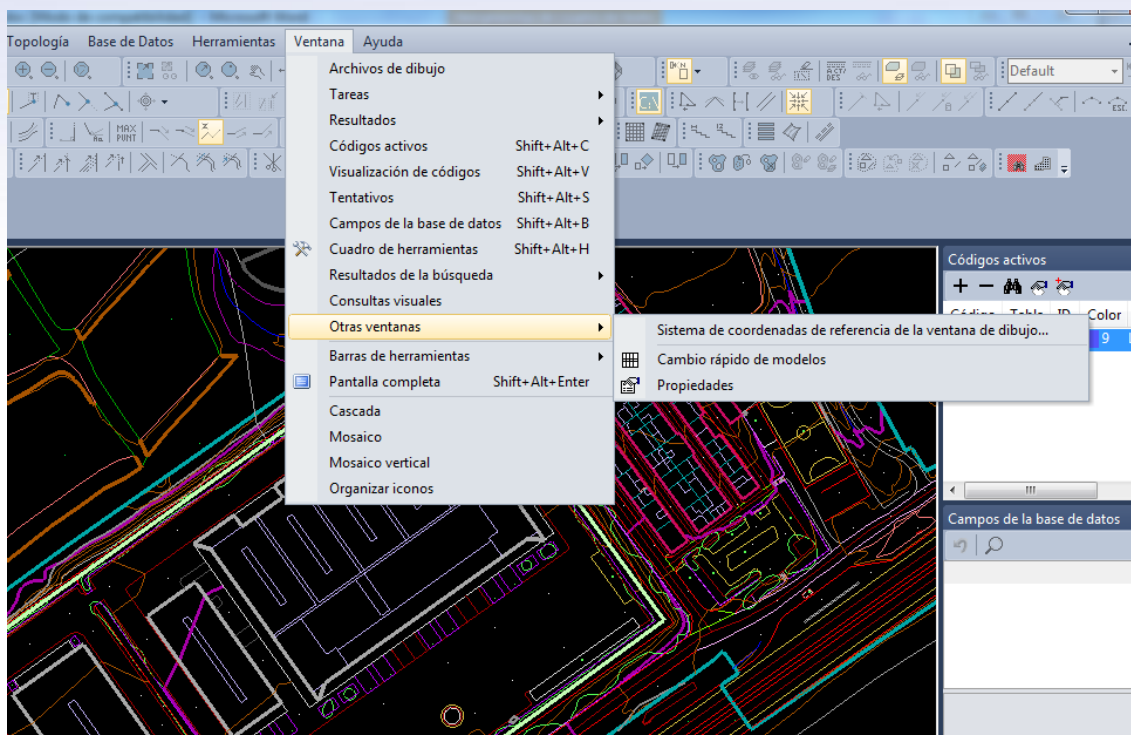 Topología Base de Datos Herramientas Ventana Ayuda
Default
MAX
Archivos de dibujo
Tareas
Resultados
Códigos activos Shift+Alt+C
Visualización de códigos Shift+Alt+V
Tentativos Shift+Alt+S
Campos de la base de datos Shift+Alt+B
Cuadro de herramientas Shift+Alt+H
Resultados de la búsqueda
Consultas visuales
Otras ventanas
Barras de herramientas
Pantalla completa Shift+Alt+Enter
Cascada
Mosaico
Mosaico vertical
Organizar iconos
Sistema de coordenadas de referencia de la ventana de dibujo...
Cambio rápido de modelos
Propiedades
Códigos activos
Código Tabla ID Color
9
Campos de la base de datos